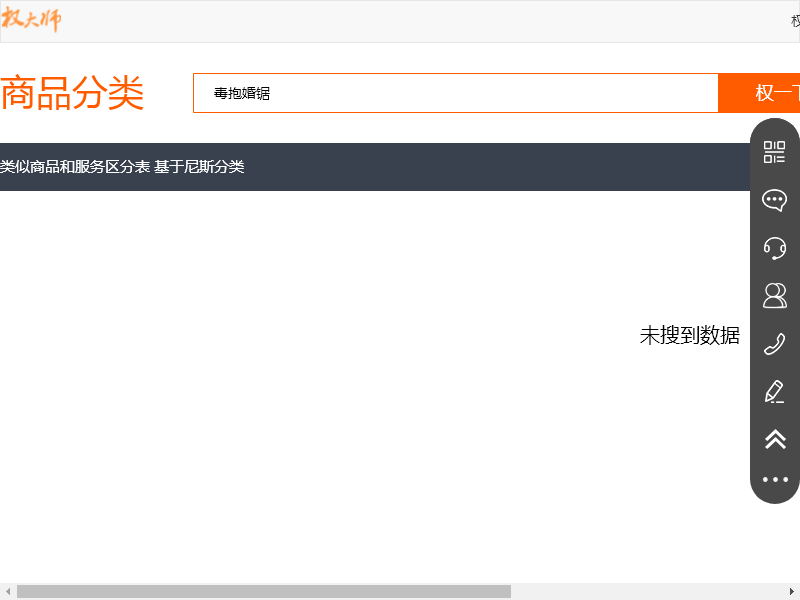 权大师
权
商品分类
毒抱婚锯
权一下
类似商品和服务区分表 基于尼斯分类
未搜到数据